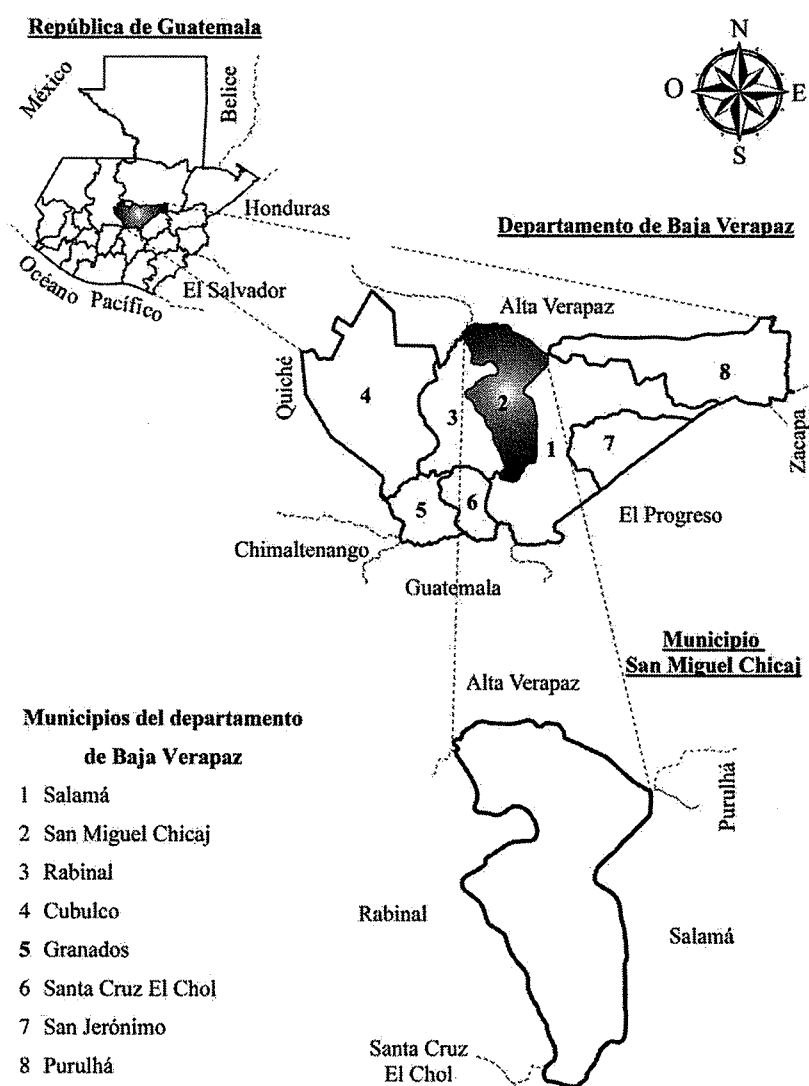 República de Guatemala
México
Belice
Honduras
El Salvador
Océano Pacífico
N
O
E
S
Departamento de Baja Verapaz
Alta Verapaz
Quiché
4
3
2
1
8
7
5
6
Zacapa
El Progreso
Chimaltenango
Guatemala
Municipio
San Miguel Chicaj
Alta Verapaz
Purulhá
Rabinal
Salamá
Santa Cruz
El Chol
Municipios del departamento
de Baja Verapaz
1 Salamá
2 San Miguel Chicaj
3 Rabinal
4 Cubulco
5 Granados
6 Santa Cruz El Chol
7 San Jerónimo
8 Purulhá